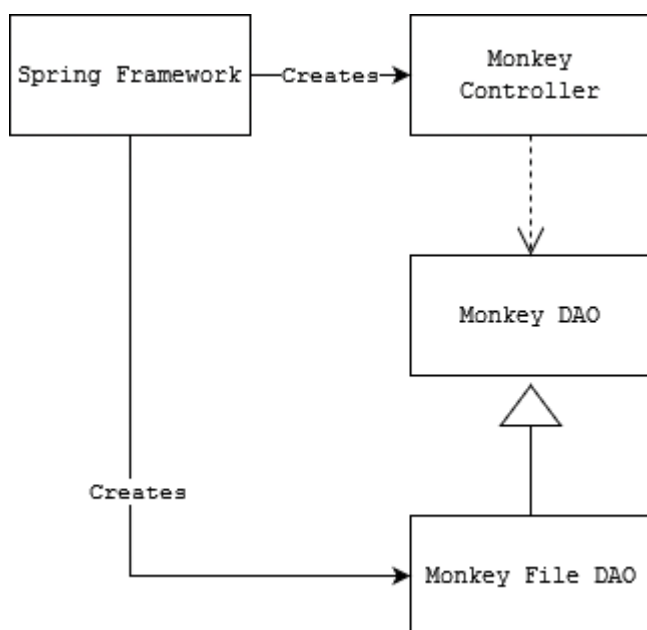 Spring Framework
Creates
Monkey
Controller
Monkey DAO
Creates
Monkey File DAO